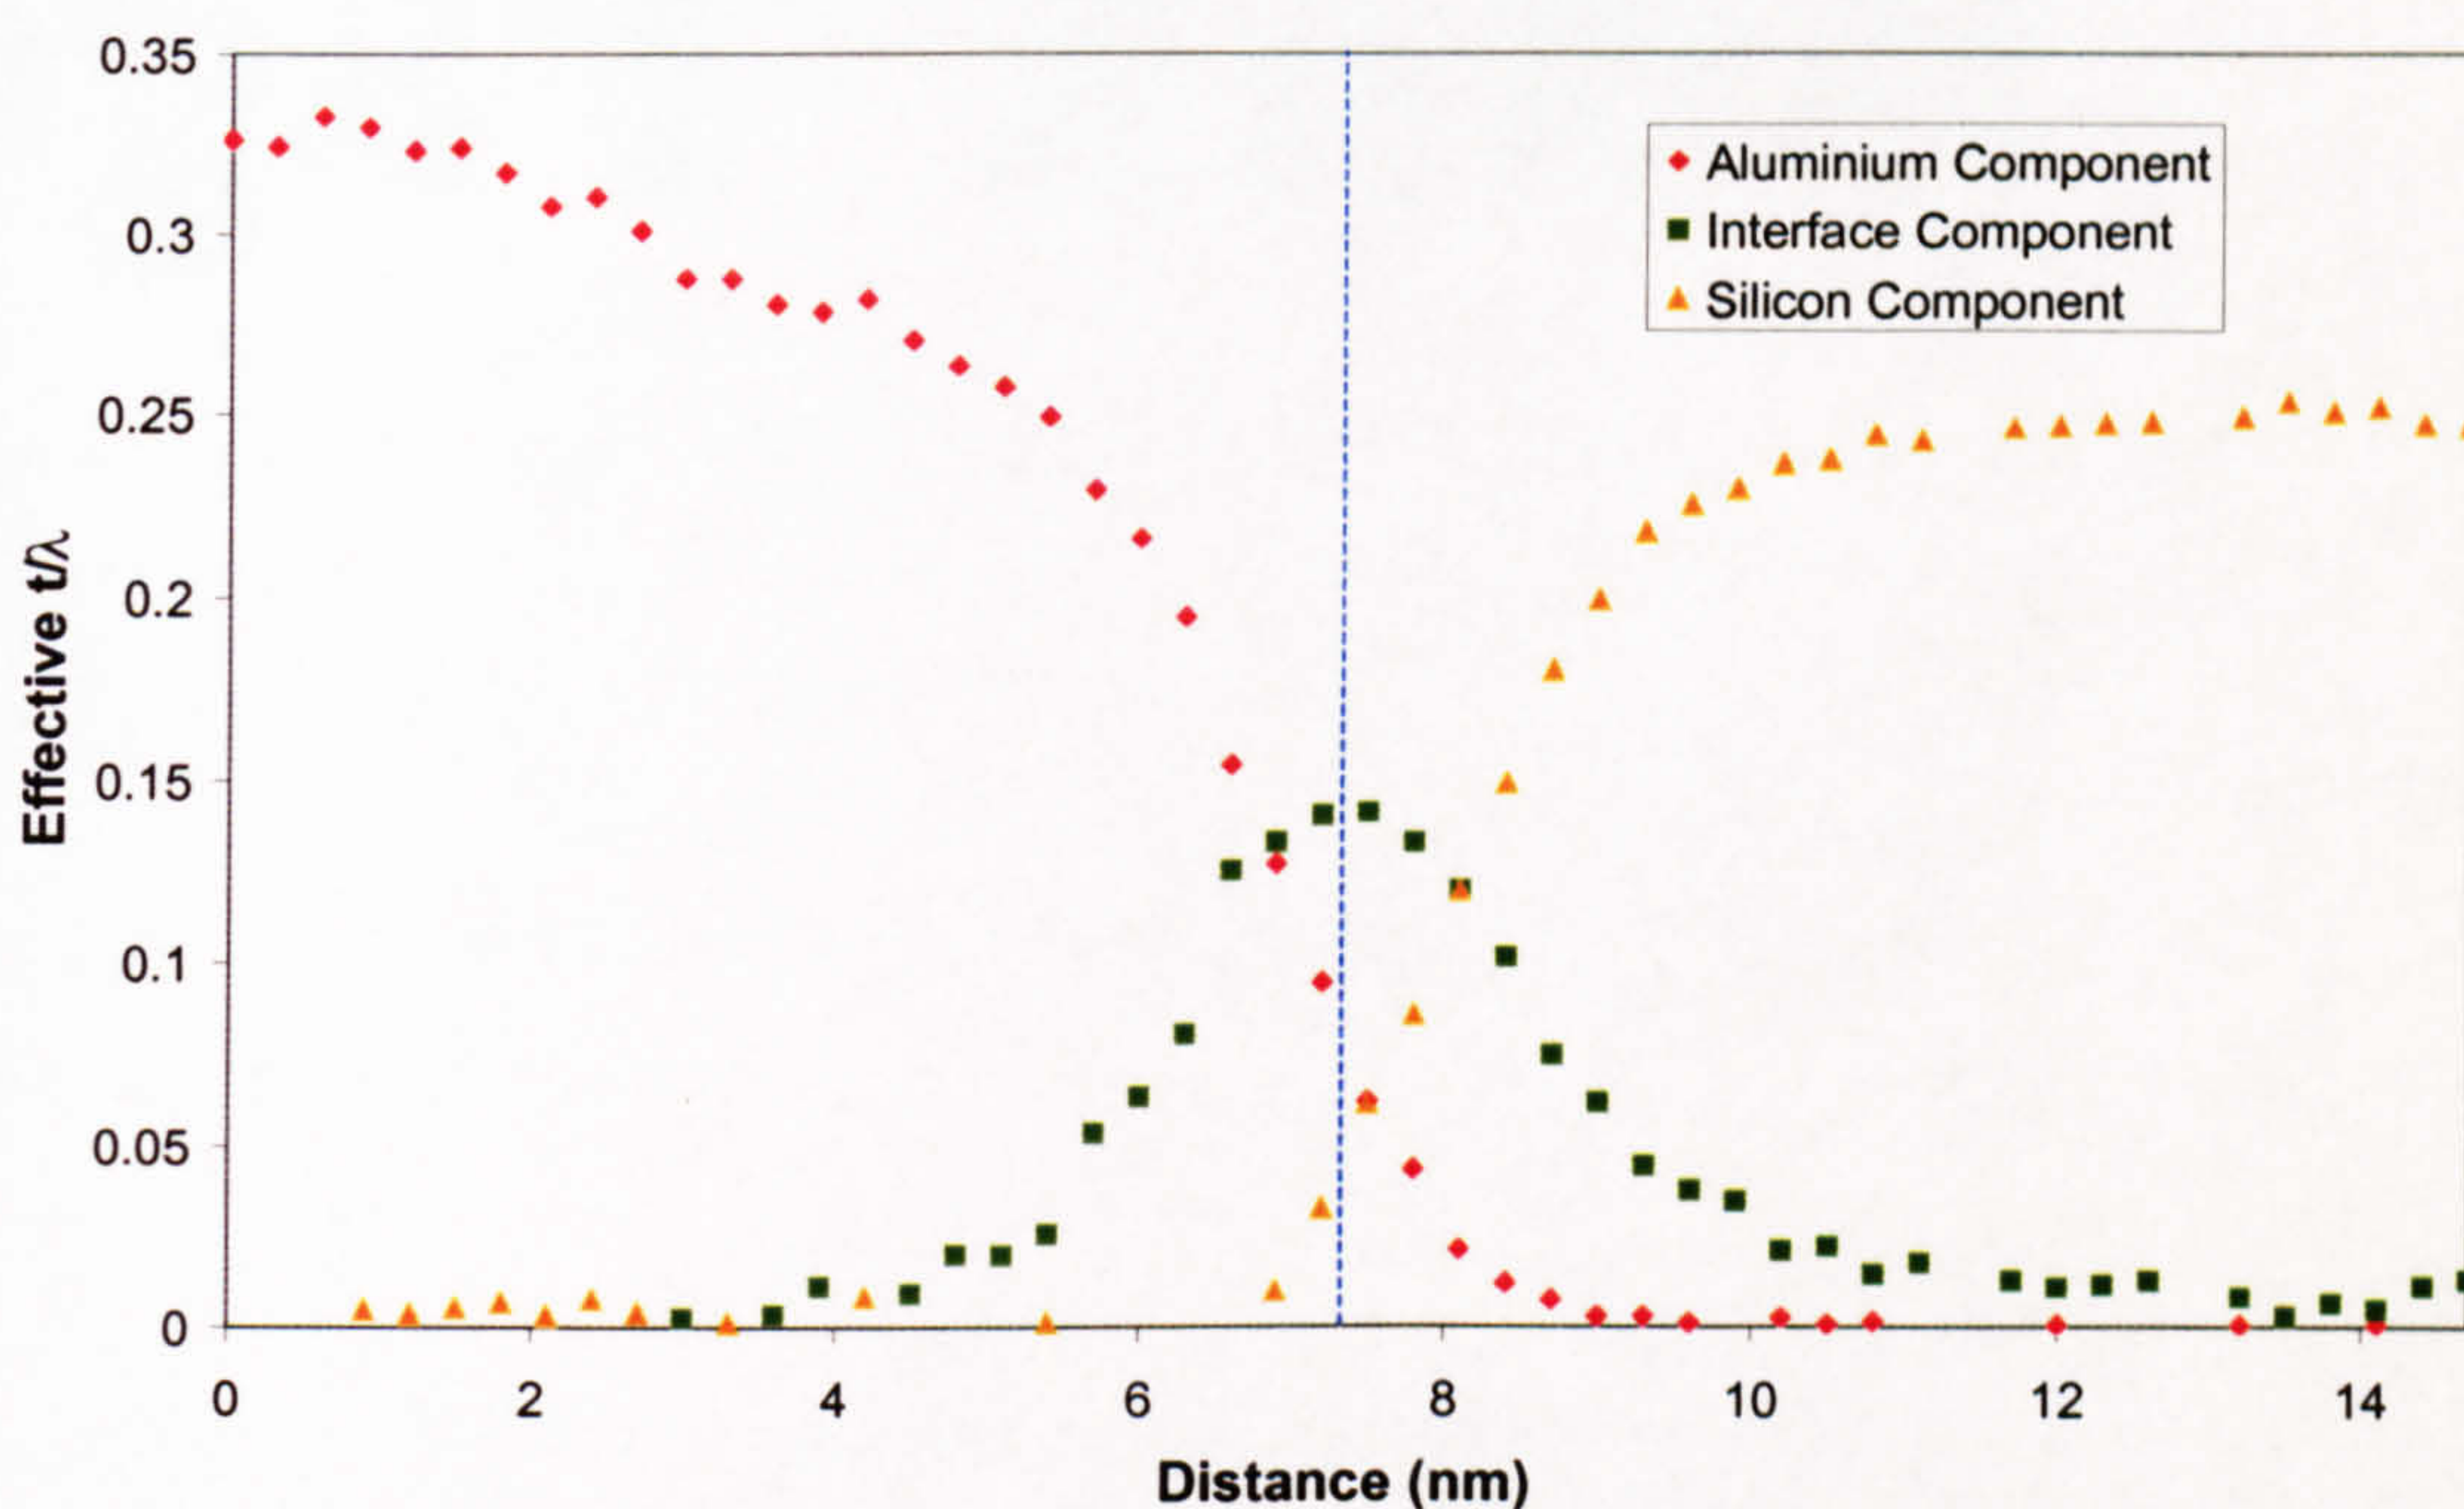 0.35
0.3
0.25
0.2
0.15
0.1
0.05
0
Effective t/λ
Aluminium Component
Interface Component
Silicon Component
0 2 4 6 8 10 12 14
Distance (nm)